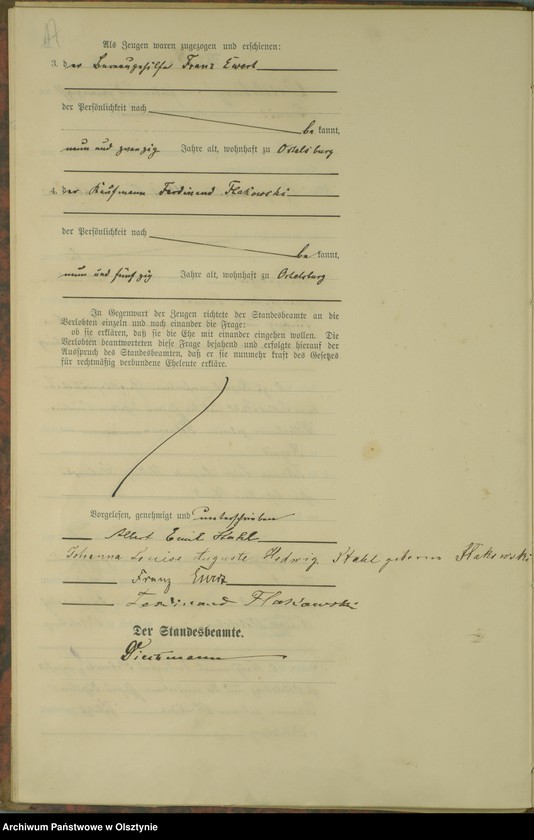 Als Zeugen waren zugezogen und erschienen:
3. der Bureaugehilfe Franz Ewert
der Persönlichkeit nach
be kannt,
neun und zwanzig Jahre alt, wohnhaft zu Ortelsburg
4. der Kaufmann Ferdinand Flakowski
der Persönlichkeit nach
be kannt,
neun und fünfzig Jahre alt, wohnhaft zu Ortelsburg
In Gegenwart der Zeugen richtete der Standesbeamte an die
Verlobten einzeln und nach einander die Frage:
ob sie erklären, daß sie die Ehe mit einander eingehen wollen. Die
Verlobten beantworteten diese Frage bejahend und erfolgte hierauf der
Ausspruch des Standesbeamten, daß er sie nunmehr kraft des Gesetzes
für rechtmäßig verbundene Eheleute erkläre.
Vorgelesen, genehmigt und unterschrieben
Albert Emil Stahl
Johanna Louise Auguste Hedwig Stahl geborene Flakowski
Franz Ewert
Ferdinand Flakowski
Der Standesbeamte.
Archiwum Państwowe w Olsztynie